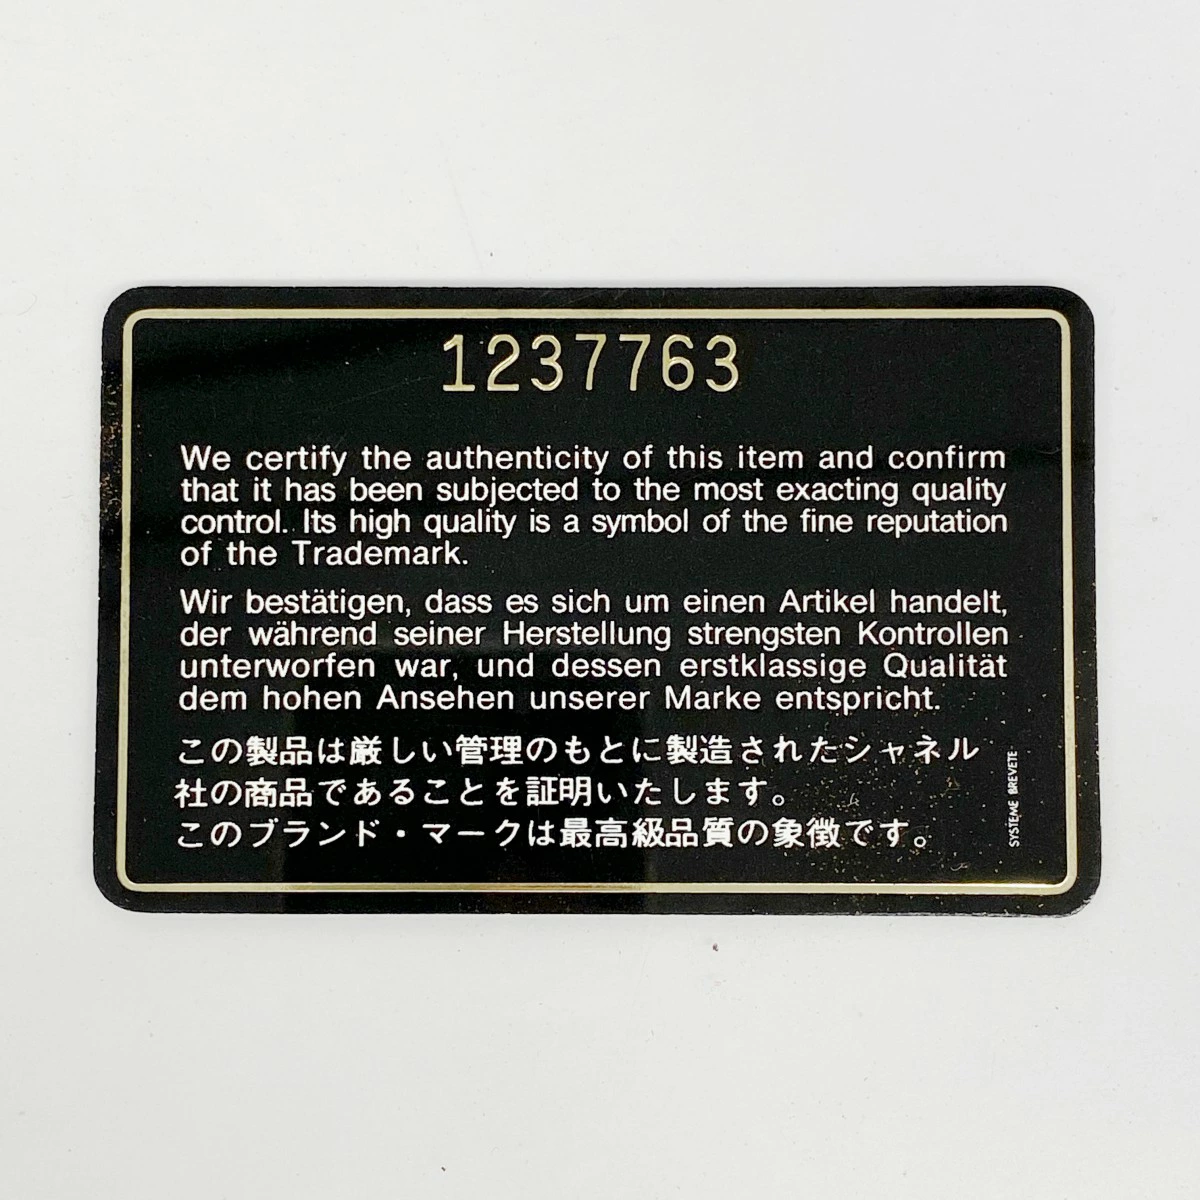 1237763
We certify the authenticity of this item and confirm
that it has been subjected to the most exacting quality
control. Its high quality is a symbol of the fine reputation
of the Trademark.
Wir bestätigen, dass es sich um einen Artikel handelt,
der während seiner Herstellung strengsten Kontrollen
unterworfen war, und dessen erstklassige Qualität
dem hohen Ansehen unserer Marke entspricht.
この製品は厳しい管理のもとに製造されたシャネル
社の商品であることを証明いたします。
このブランド・マークは最高級品質の象徴です。
SYSTEME BREVETE